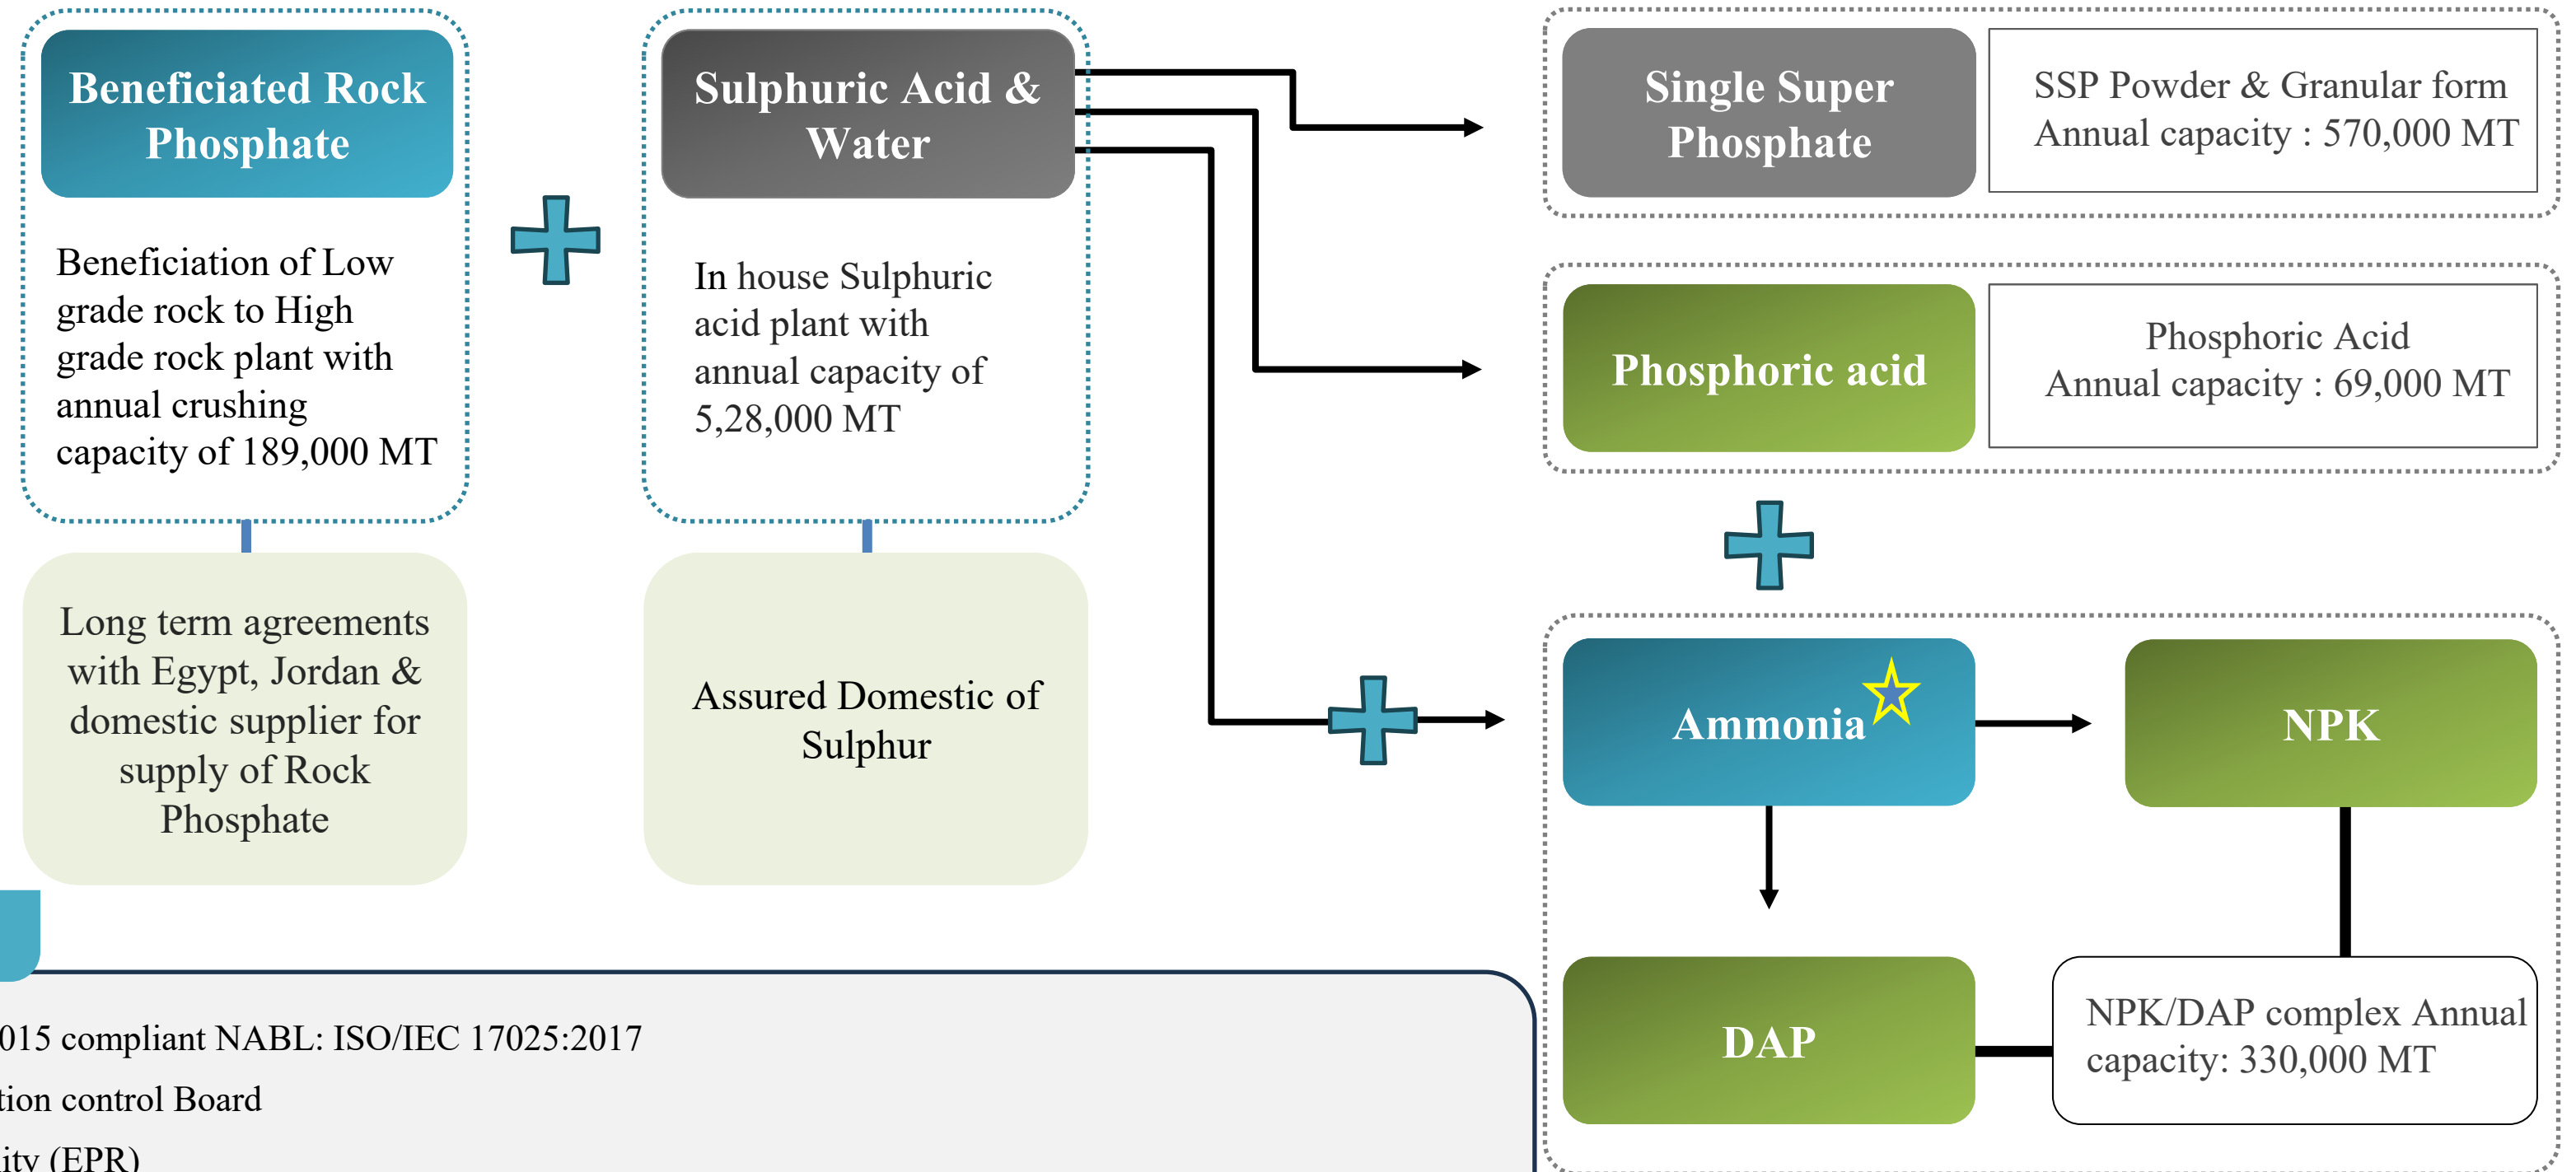 Beneficiated Rock
Phosphate
Beneficiation of Low
grade rock to High
grade rock plant with
annual crushing
capacity of 189,000 MT
Long term agreements
with Egypt, Jordan &
domestic supplier for
supply of Rock
Phosphate
Sulphuric Acid &
Water
In house Sulphuric
acid plant with
annual capacity of
5,28,000 MT
Assured Domestic of
Sulphur
Single Super
Phosphate
SSP Powder & Granular form
Annual capacity : 570,000 MT
Phosphoric acid
Phosphoric Acid
Annual capacity : 69,000 MT
Ammonia
NPK
DAP
NPK/DAP complex Annual
capacity: 330,000 MT
015 compliant NABL: ISO/IEC 17025:2017
tion control Board
ity (EPR)